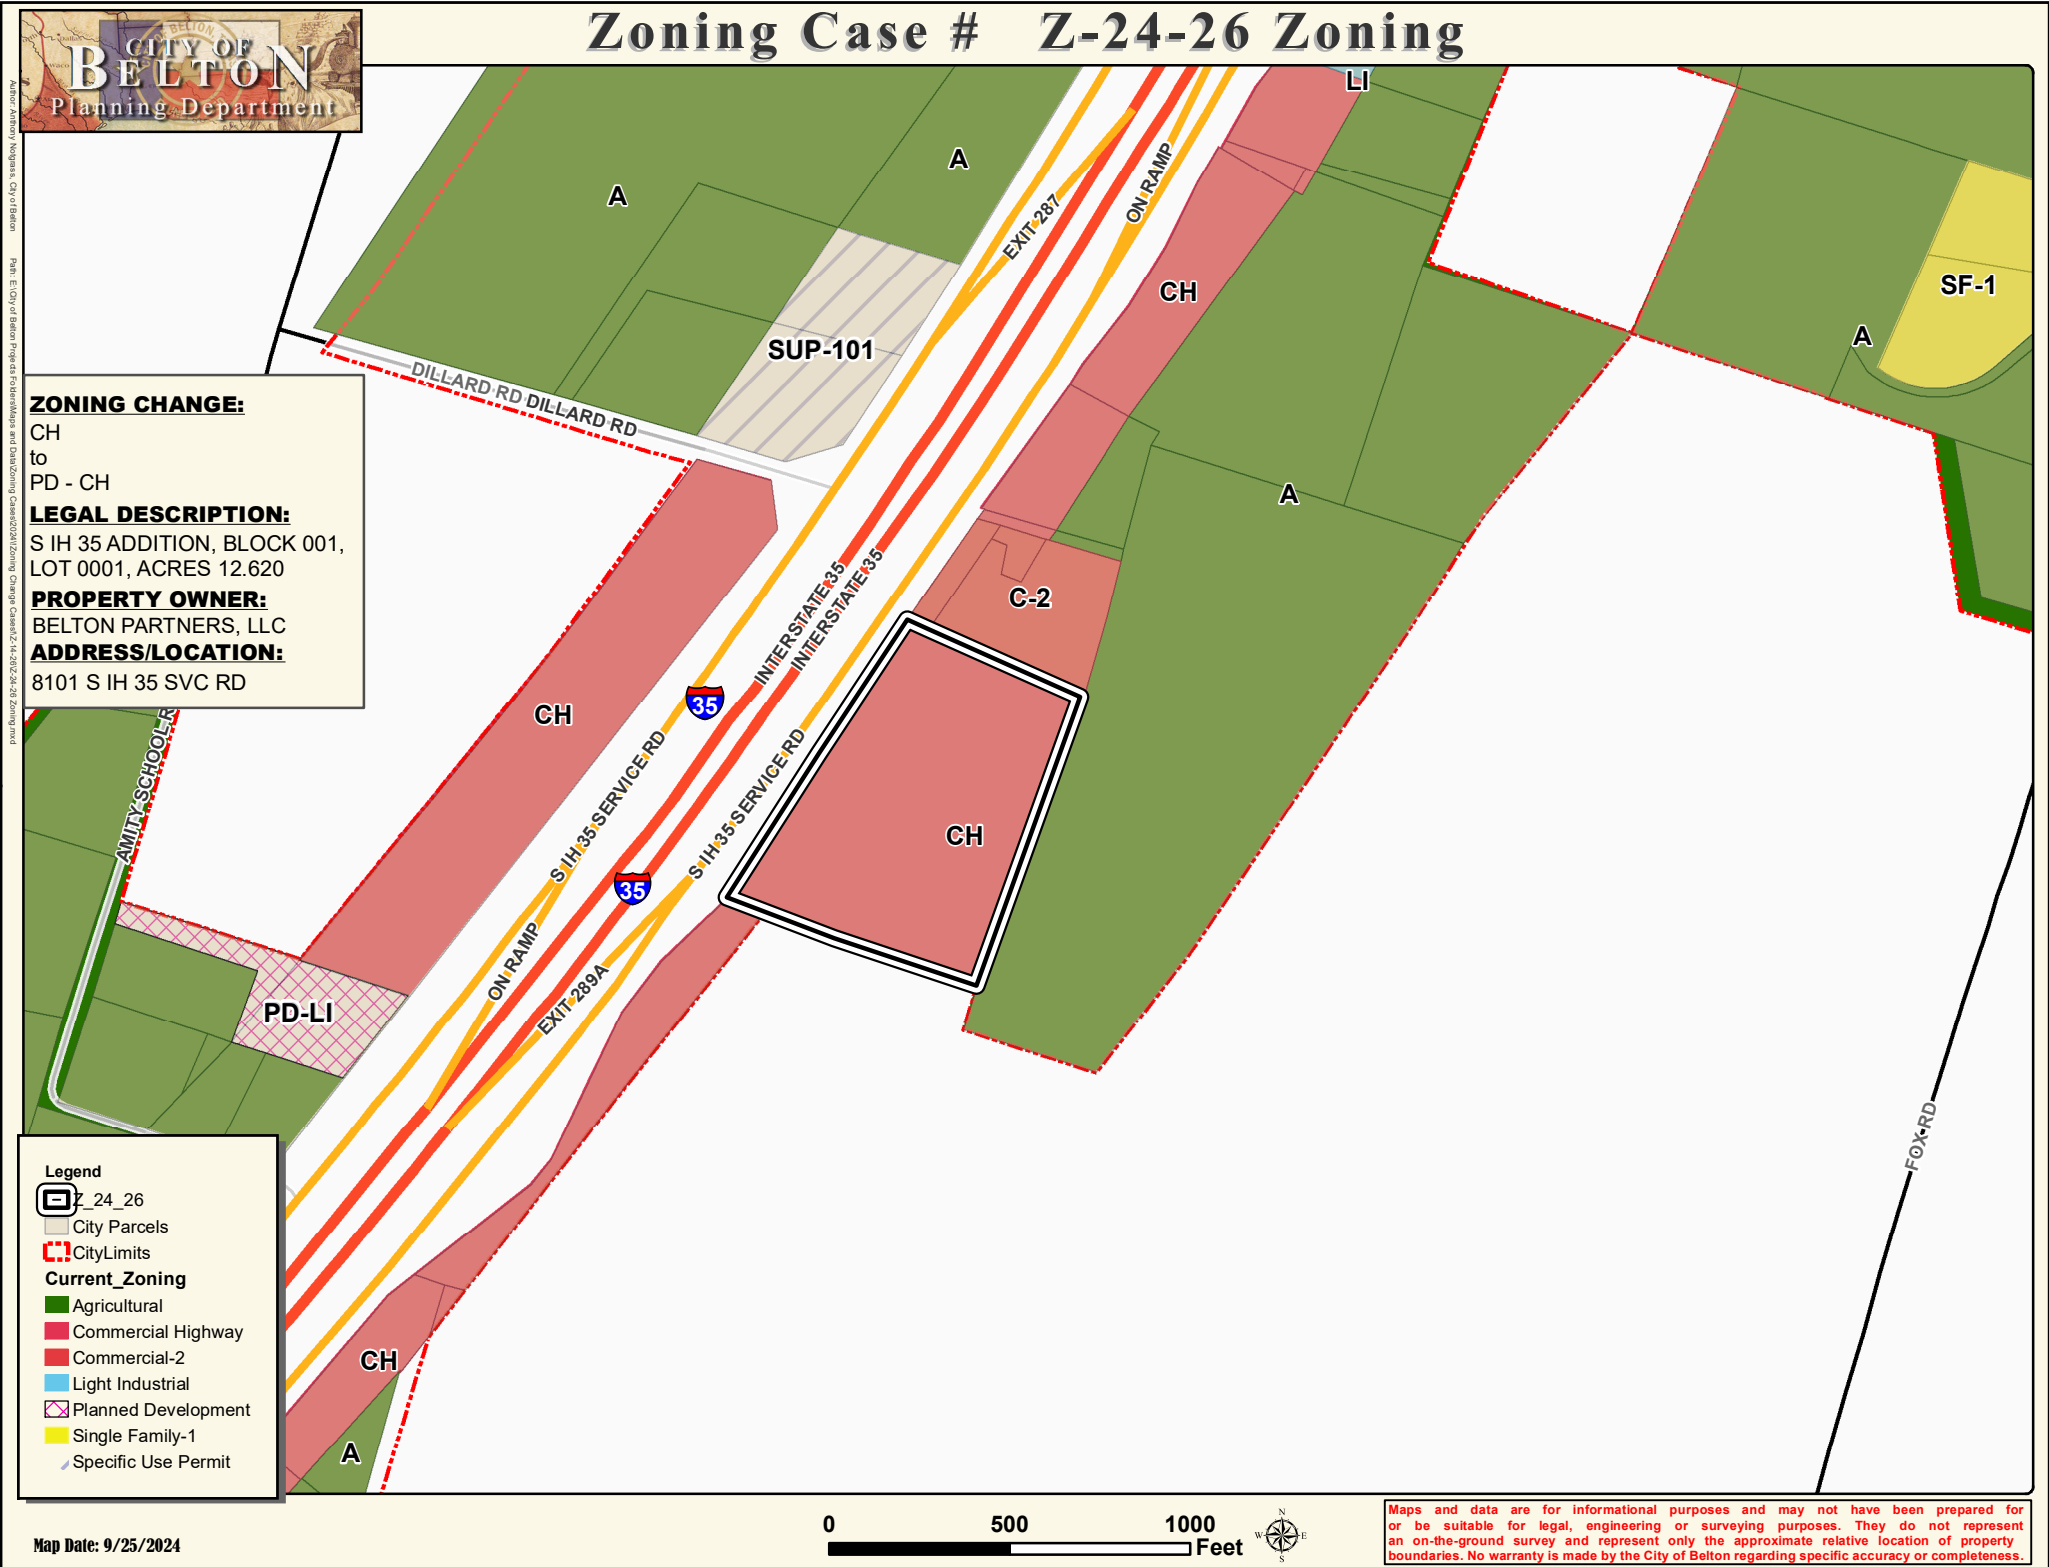 Zoning Case # Z-24-26 Zoning
CITY OF
BELTON
Planning Department
ZONING CHANGE:
CH
to
PD - CH
LEGAL DESCRIPTION:
S IH 35 ADDITION, BLOCK 001,
LOT 0001, ACRES 12.620
PROPERTY OWNER:
BELTON PARTNERS, LLC
ADDRESS/LOCATION:
8101 S IH 35 SVC RD
LI
A
A
EXIT 287
ON RAMP
CH
SF-1
A
SUP-101
DILLARD RD DILLARD RD
A
INTERSTATE 35
INTERSTATE 35
C-2
35
CH
S IH 35 SERVICE RD
S IH 35 SERVICE RD
CH
35
AMITY SCHOOL R
ON RAMP
EXIT 289A
PD-LI
FOX RD
CH
A
Legend
Z_24_26
City Parcels
CityLimits
Current_Zoning
Agricultural
Commercial Highway
Commercial-2
Light Industrial
Planned Development
Single Family-1
Specific Use Permit
Map Date: 9/25/2024
0 500 1000
Feet
N
W E
S
Maps and data are for informational purposes and may not have been prepared for
or be suitable for legal, engineering or surveying purposes. They do not represent
an on-the-ground survey and represent only the approximate relative location of property
boundaries. No warranty is made by the City of Belton regarding specific accuracy or completeness.